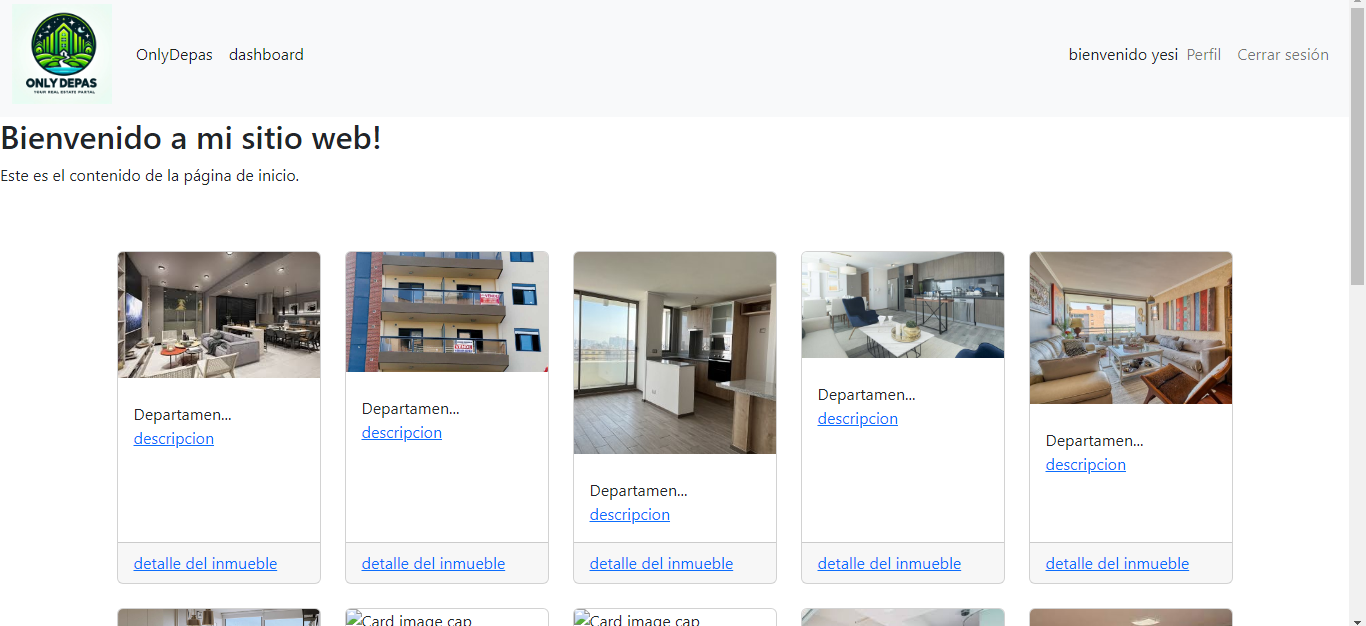 ONLY DEPAS
YOUR REAL ESTATE PARTAL
OnlyDepas dashboard bienvenido yesi Perfil Cerrar sesión
Bienvenido a mi sitio web!
Este es el contenido de la página de inicio.
Departamen...
descripcion
detalle del inmueble
Departamen...
descripcion
detalle del inmueble
Departamen...
descripcion
detalle del inmueble
Departamen...
descripcion
detalle del inmueble
Departamen...
descripcion
detalle del inmueble
Card image cap
Card image cap